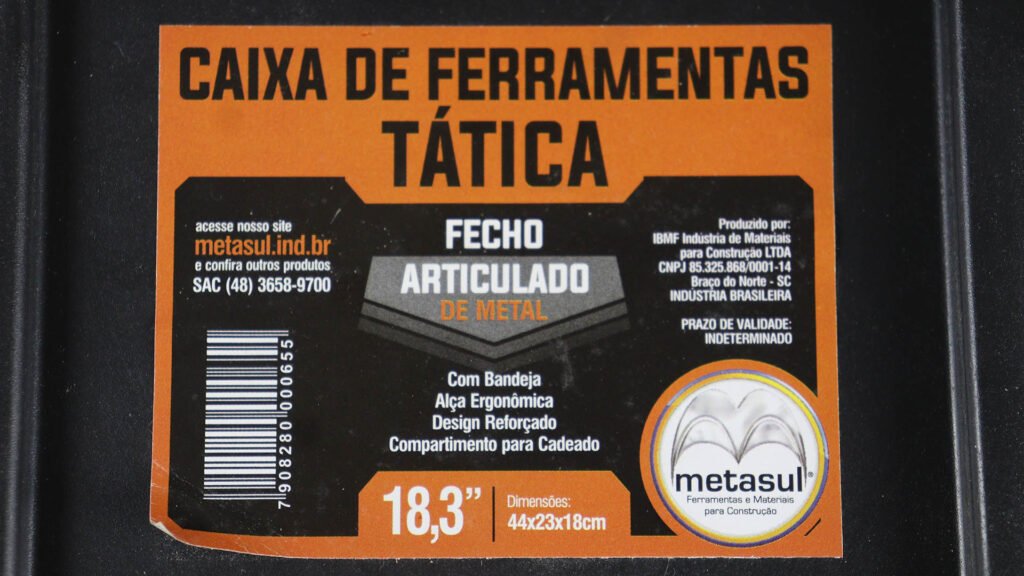 CAIXA DE FERRAMENTAS
TÁTICA
acesse nosso site
metasul.ind.br
e confira outros produtos
SAC (48) 3658-9700
FECHO
ARTICULADO
DE METAL
Produzido por:
IBMF Indústria de Materiais
para Construção LTDA
CNPJ 85.325.868/0001-14
Braço do Norte - SC
INDÚSTRIA BRASILEIRA
PRAZO DE VALIDADE:
INDETERMINADO
7 908280 000655
Com Bandeja
Alça Ergonômica
Design Reforçado
Compartimento para Cadeado
18,3”
Dimensões:
44x23x18cm
metasul®
Ferramentas e Materiais
para Construção